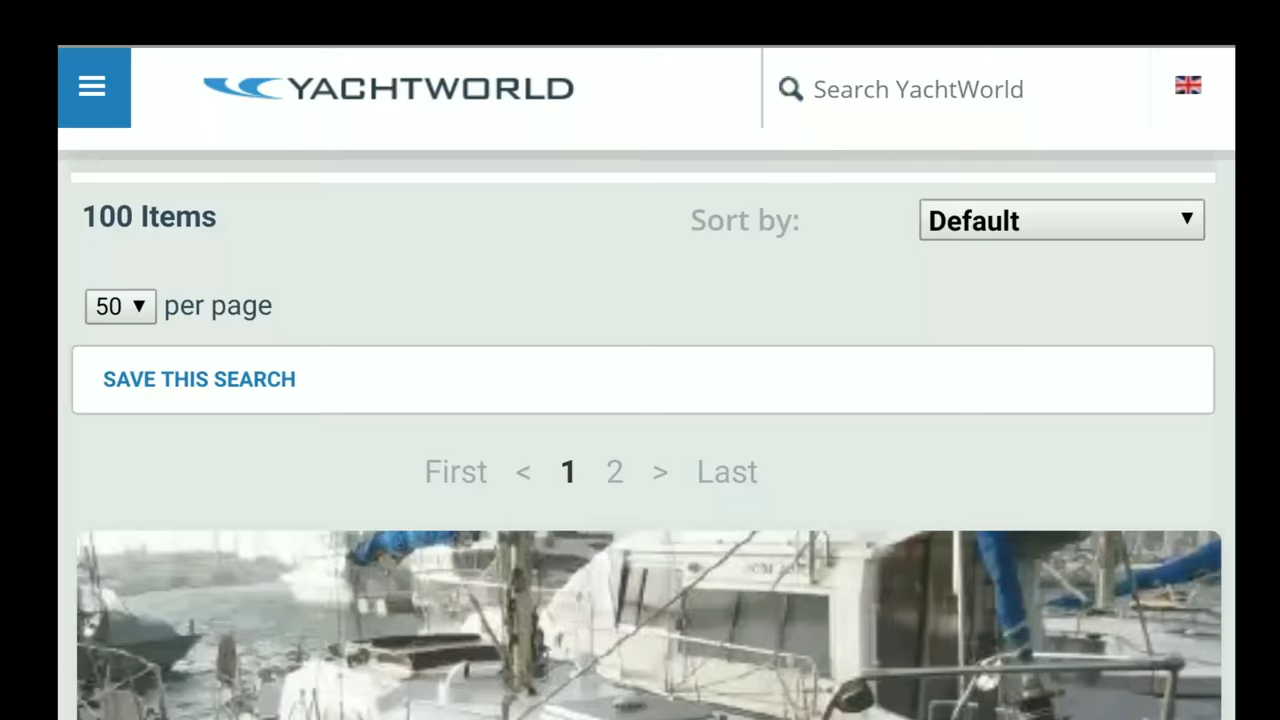 YACHTWORLD
Search YachtWorld
100 Items
Sort by: Default
50 per page
SAVE THIS SEARCH
First < 1 2 > Last